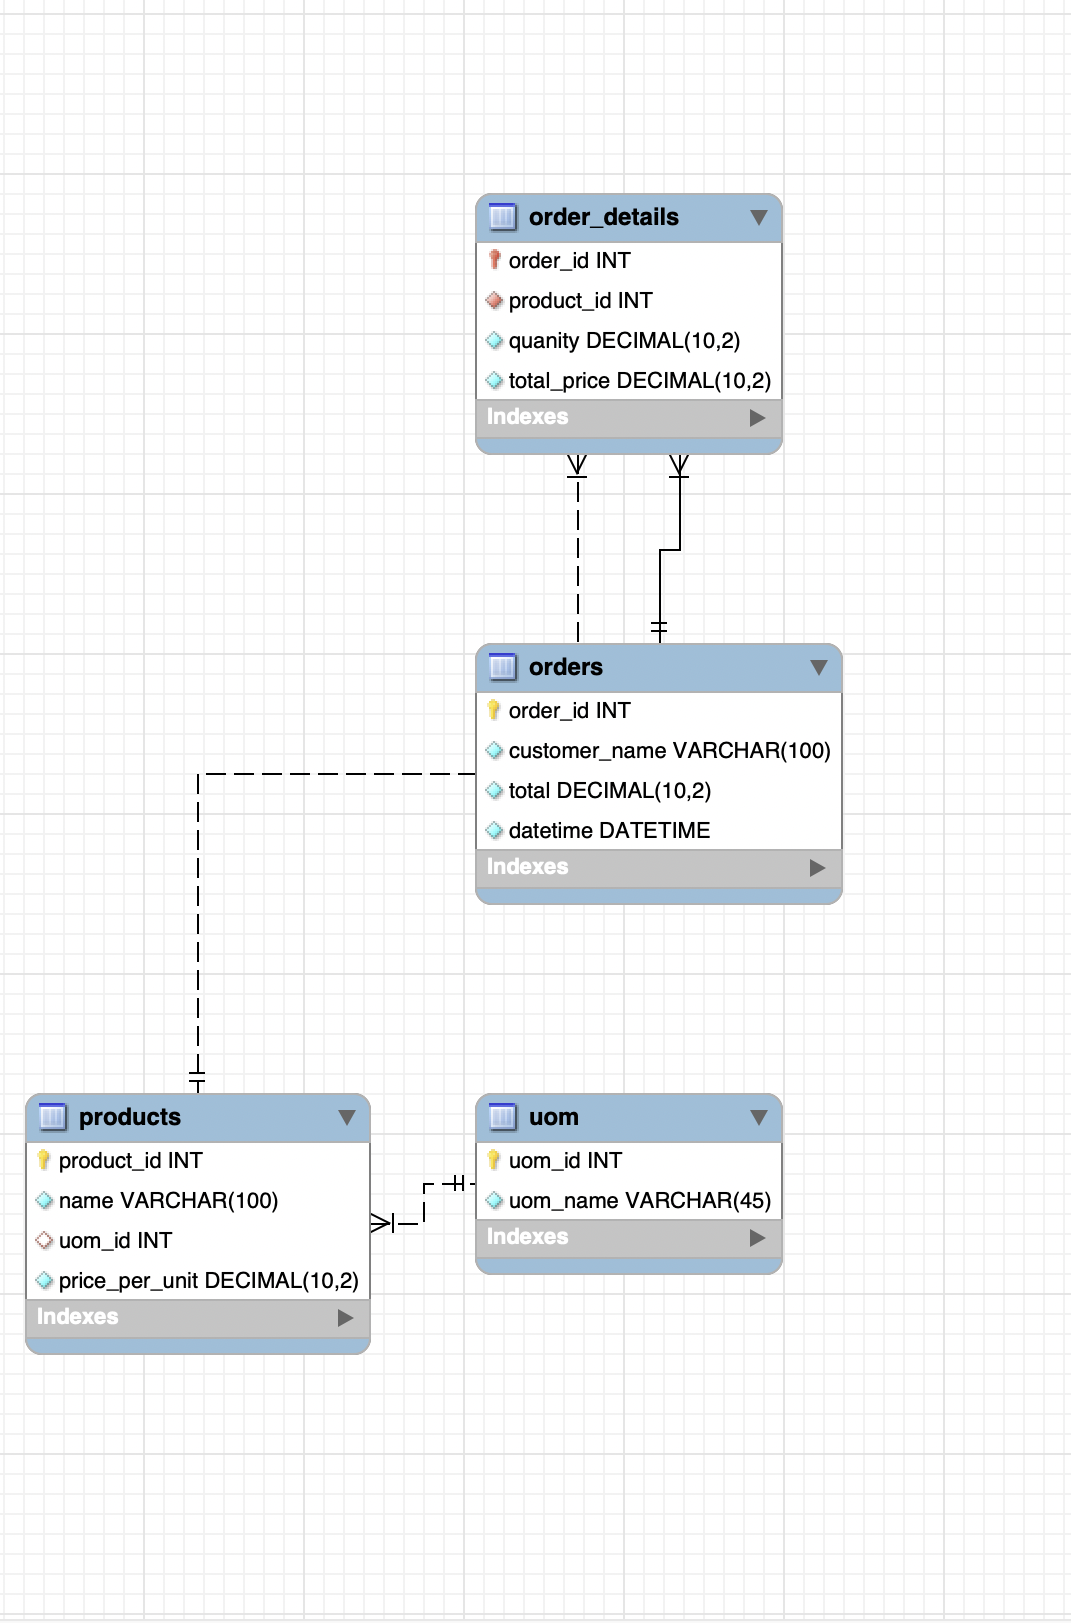 order_details
order_id INT
product_id INT
quanity DECIMAL(10,2)
total_price DECIMAL(10,2)
Indexes
orders
order_id INT
customer_name VARCHAR(100)
total DECIMAL(10,2)
datetime DATETIME
Indexes
products
product_id INT
name VARCHAR(100)
uom_id INT
price_per_unit DECIMAL(10,2)
Indexes
uom
uom_id INT
uom_name VARCHAR(45)
Indexes